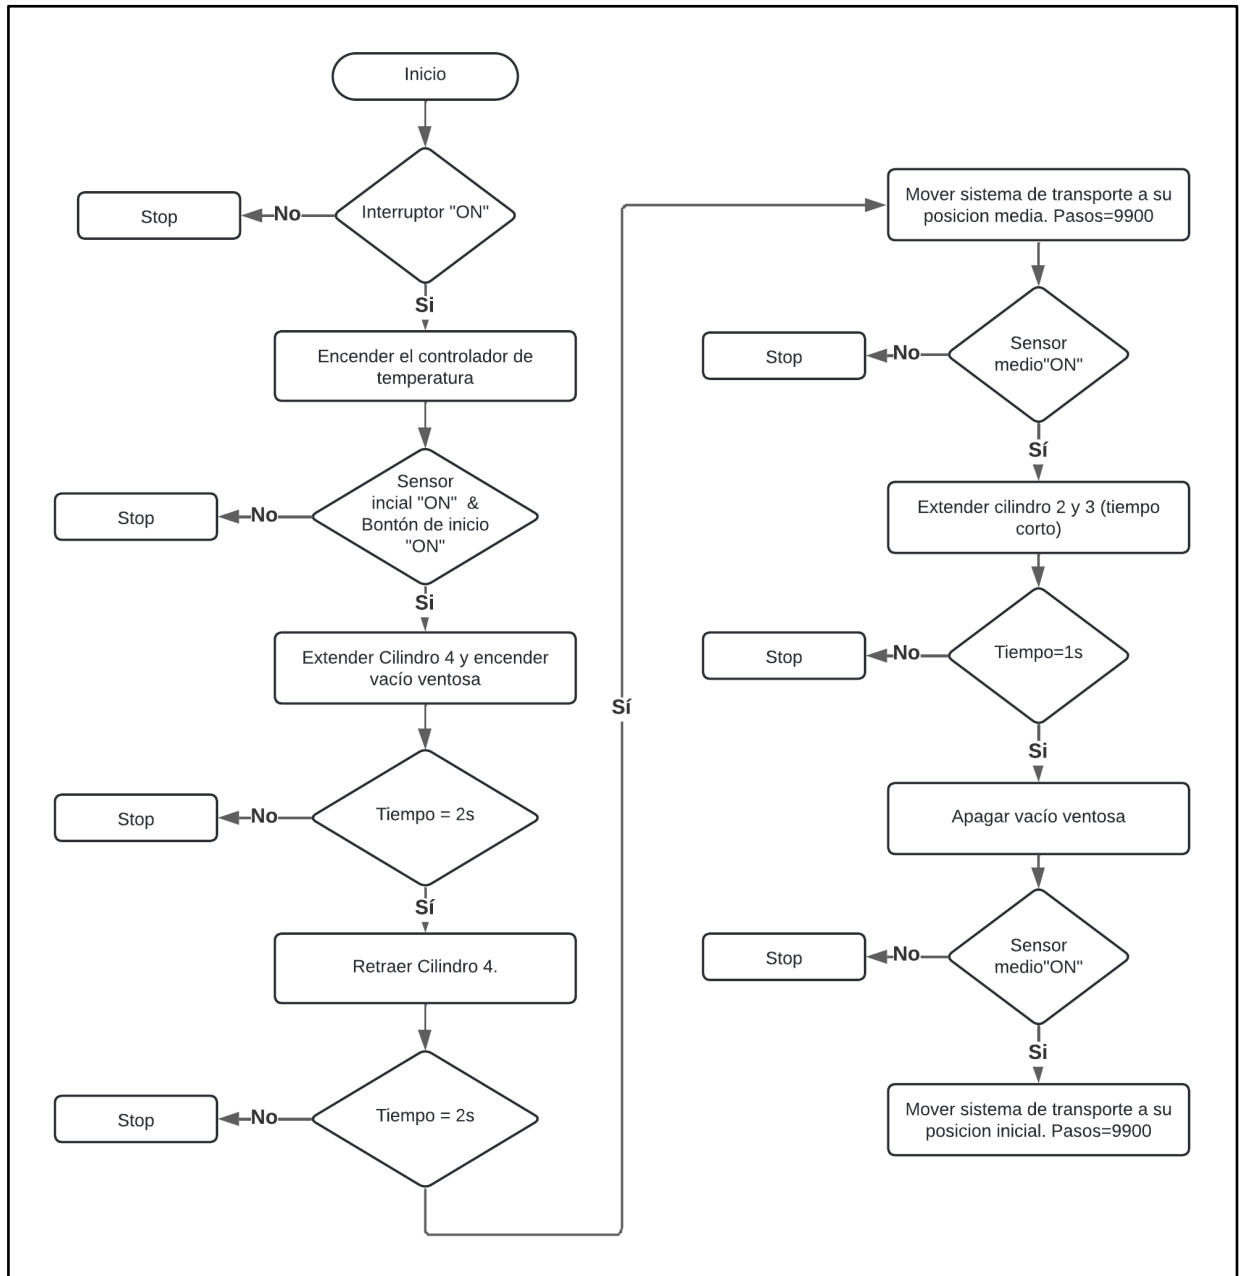 Inicio
Interruptor "ON"
No
Stop
Si
Encender el controlador de
temperatura
Sensor
incial "ON" &
Bontón de inicio
"ON"
No
Stop
Si
Extender Cilindro 4 y encender
vacío ventosa
Tiempo = 2s
No
Stop
Sí
Retraer Cilindro 4.
Tiempo = 2s
No
Stop
Sí
Mover sistema de transporte a su
posicion media. Pasos=9900
Sensor
medio"ON"
No
Stop
Sí
Extender cilindro 2 y 3 (tiempo
corto)
Tiempo=1s
No
Stop
Si
Apagar vacío ventosa
Sensor
medio"ON"
No
Stop
Si
Mover sistema de transporte a su
posicion inicial. Pasos=9900